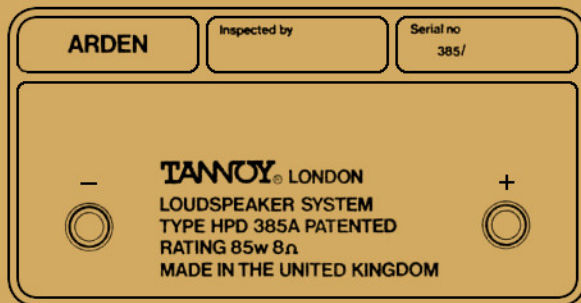 ARDEN
Inspected by
Serial no
385/
TANNOY® LONDON
LOUDSPEAKER SYSTEM
TYPE HPD 385A PATENTED
RATING 85w 8Ω
MADE IN THE UNITED KINGDOM
− +